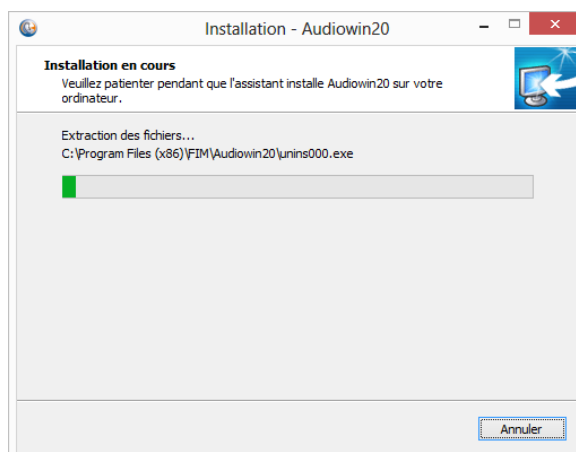 Installation - Audiowin20
Installation en cours
Veuillez patienter pendant que l'assistant installe Audiowin20 sur votre
ordinateur.
Extraction des fichiers...
C:\Program Files (x86)\FIM\Audiowin20\unins000.exe
Annuler